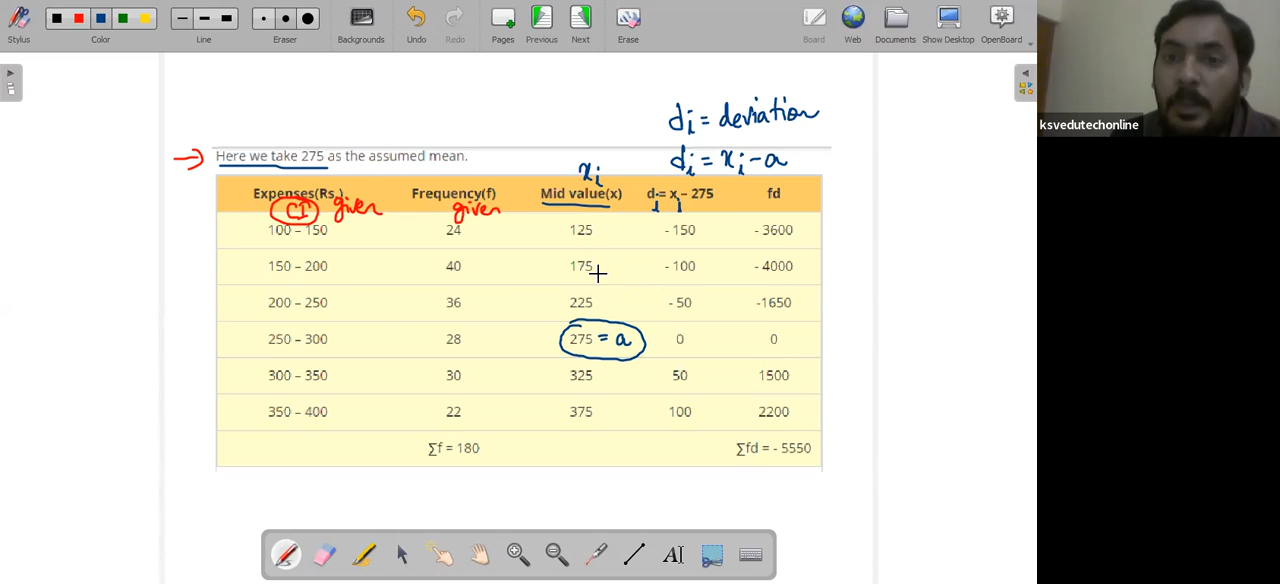 Stylus Color Line Eraser Backgrounds Undo Redo Pages Previous Next Erase Board Web Documents Show Desktop OpenBoard
ksvedutechonline
di = deviation
Here we take 275 as the assumed mean.
di = xi - a
xi
Expenses(Rs.) Frequency(f) Mid value(x) di = xi – 275 fd
CI given given
100 – 150 24 125 - 150 - 3600
150 – 200 40 175 - 100 - 4000
200 – 250 36 225 - 50 -1650
250 – 300 28 275 = a 0 0
300 – 350 30 325 50 1500
350 – 400 22 375 100 2200
∑f = 180 ∑fd = - 5550
A